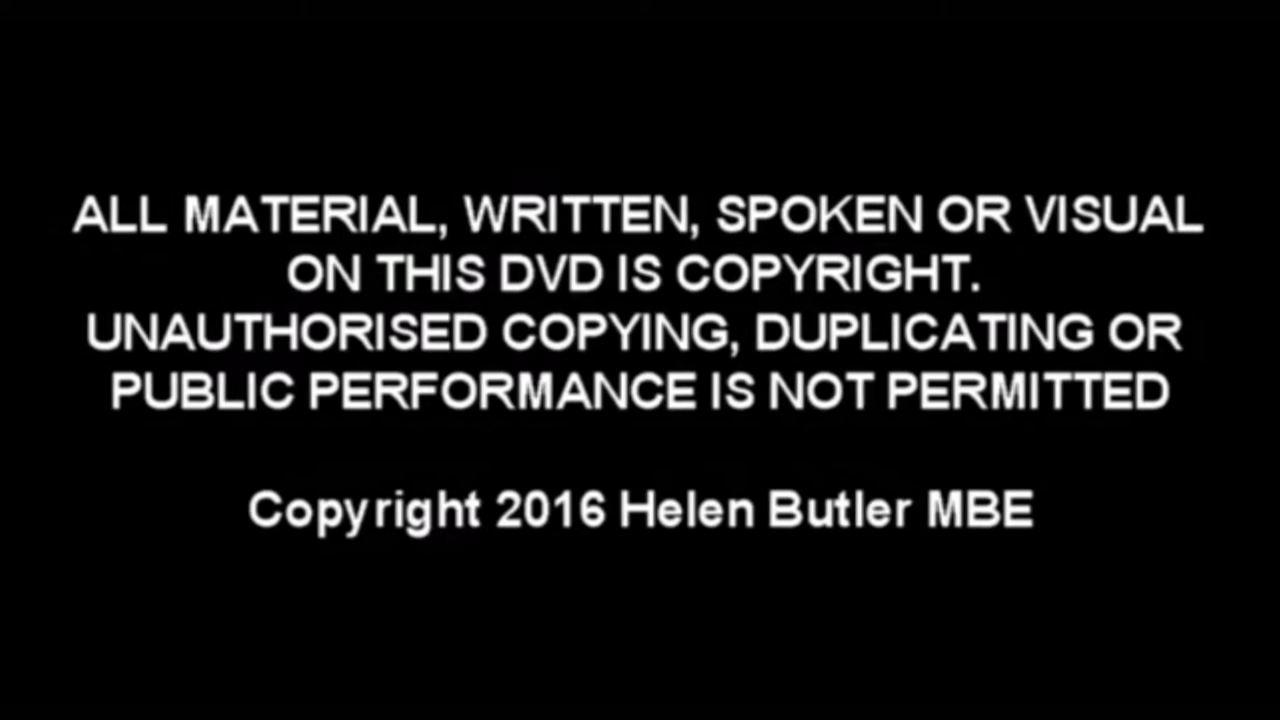 ALL MATERIAL, WRITTEN, SPOKEN OR VISUAL
ON THIS DVD IS COPYRIGHT.
UNAUTHORISED COPYING, DUPLICATING OR
PUBLIC PERFORMANCE IS NOT PERMITTED
Copyright 2016 Helen Butler MBE